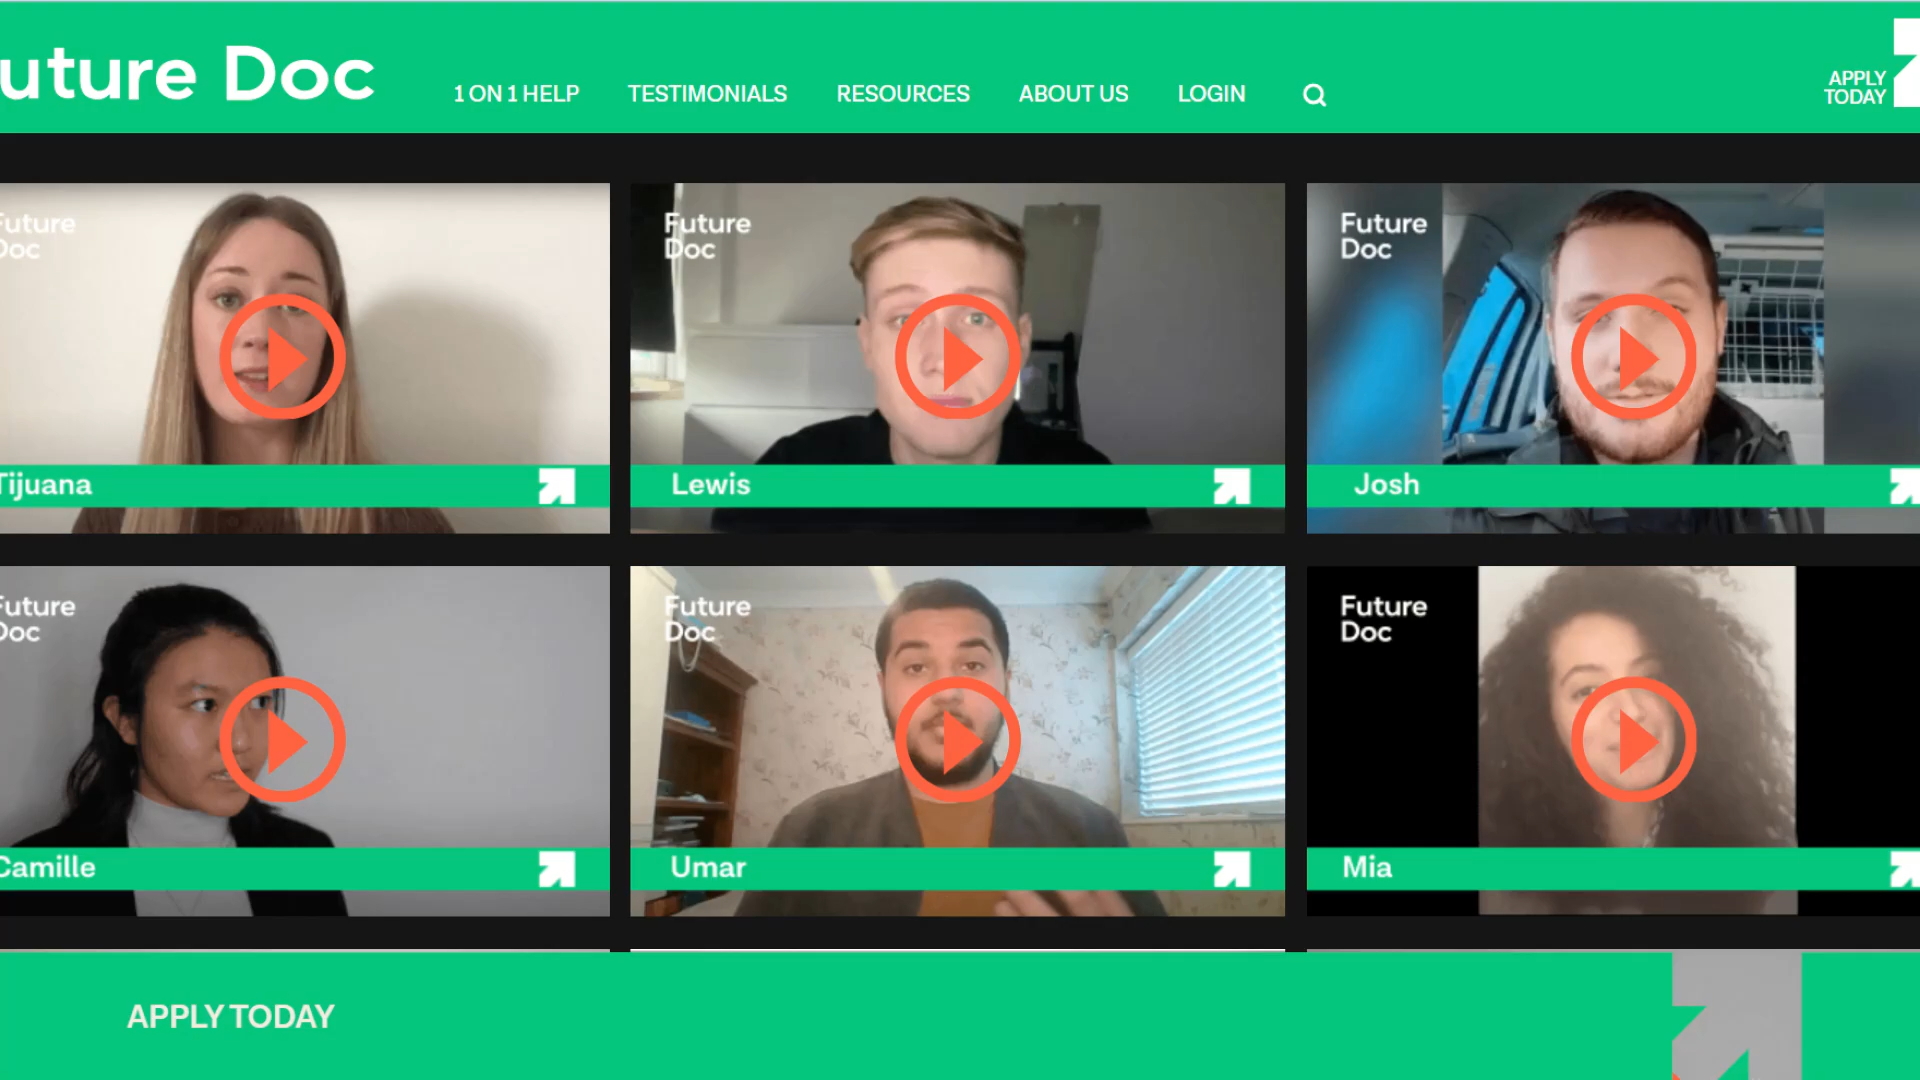 uture Doc
1 ON 1 HELP TESTIMONIALS RESOURCES ABOUT US LOGIN
APPLY
TODAY
Future
Doc
Tijuana
Future
Doc
Lewis
Future
Doc
Josh
Future
Doc
Camille
Future
Doc
Umar
Future
Doc
Mia
APPLY TODAY